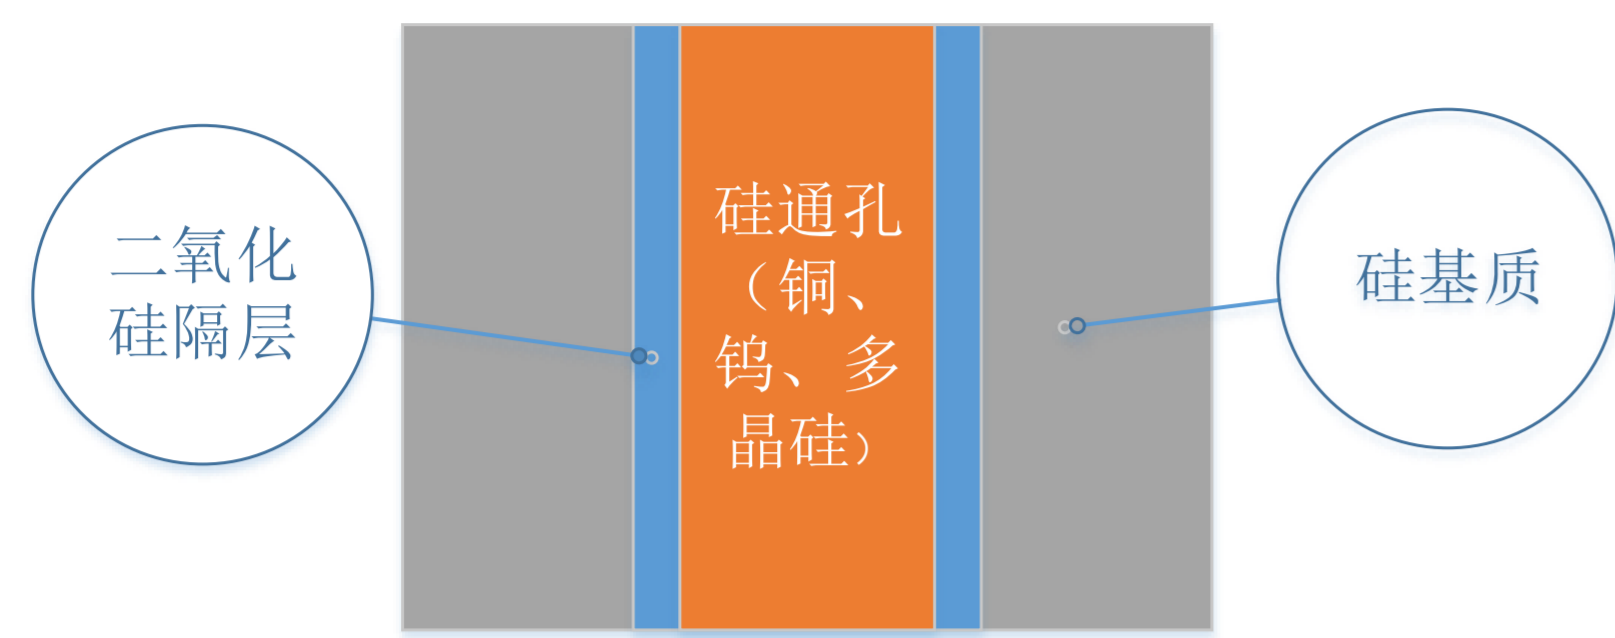 二氧化
硅隔层
硅通孔
（铜、
钨、多
晶硅）
硅基质